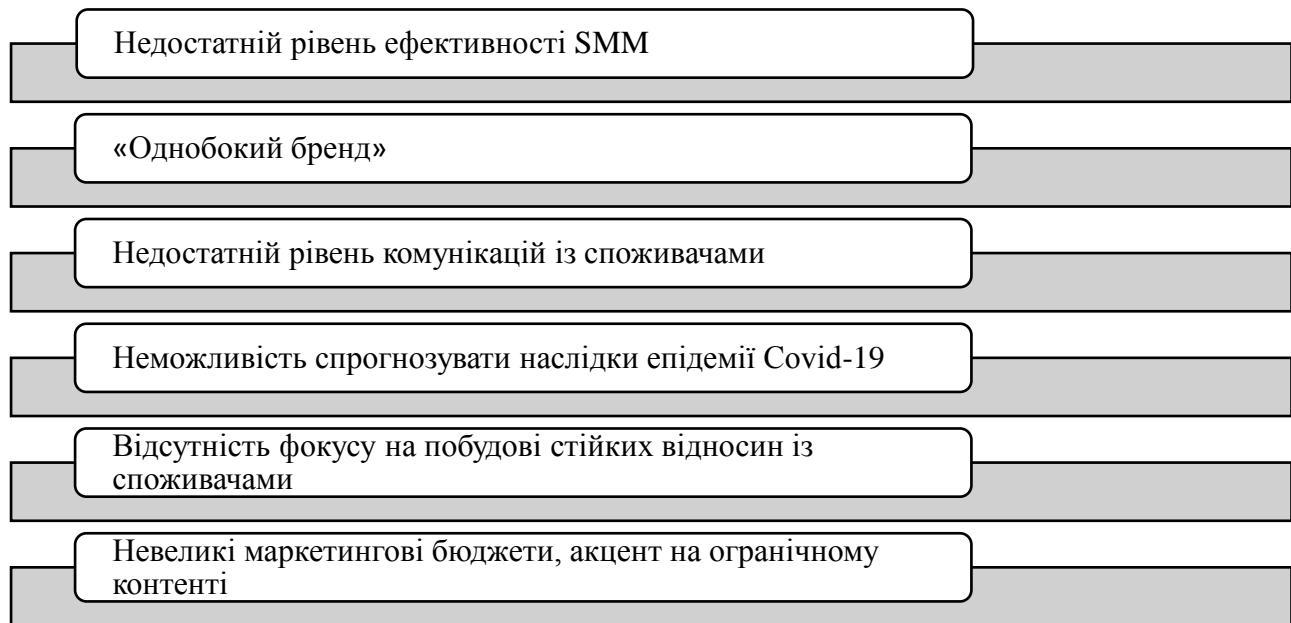 Недостатній рівень ефективності SMM
«Однобокий бренд»
Недостатній рівень комунікацій із споживачами
Неможливість спрогнозувати наслідки епідемії Covid-19
Відсутність фокусу на побудові стійких відносин із
споживачами
Невеликі маркетингові бюджети, акцент на огранічному
контенті